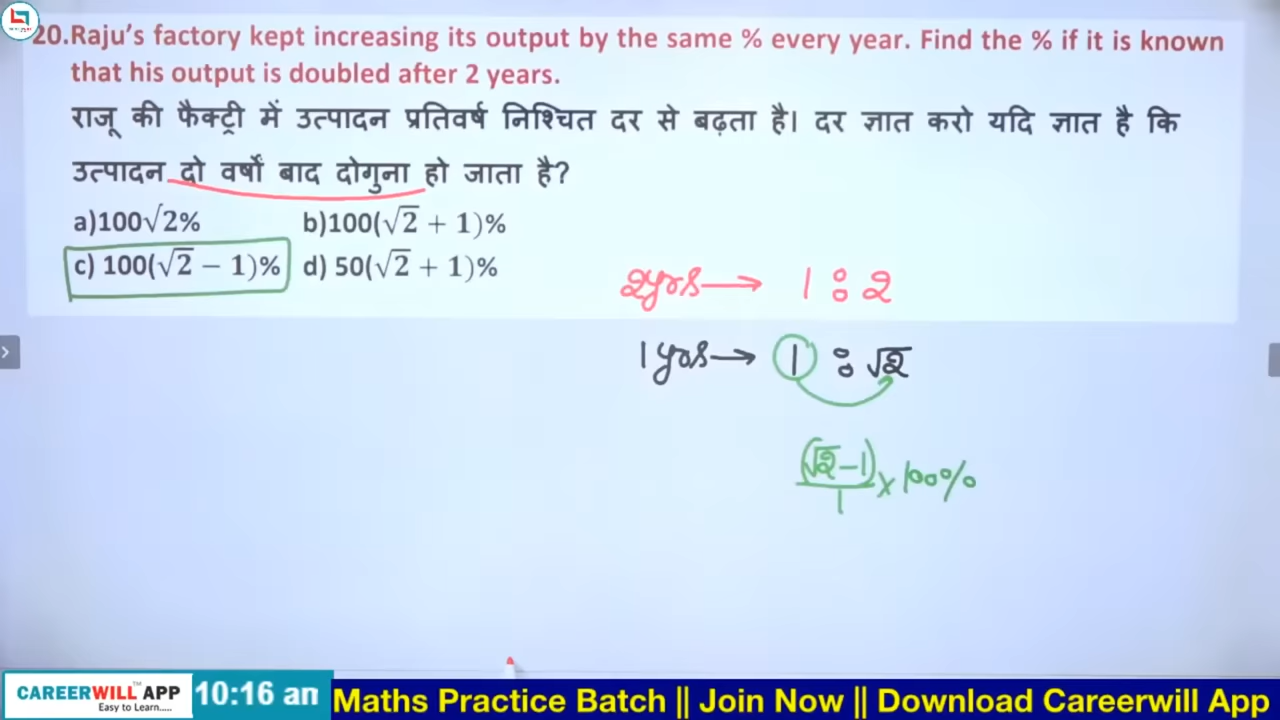 20.Raju's factory kept increasing its output by the same % every year. Find the % if it is known
that his output is doubled after 2 years.
राजू की फैक्ट्री में उत्पादन प्रतिवर्ष निश्चित दर से बढ़ता है। दर ज्ञात करो यदि ज्ञात है कि
उत्पादन दो वर्षों बाद दोगुना हो जाता है?
a)100√2% b)100(√2 + 1)%
c) 100(√2 − 1)% d) 50(√2 + 1)%
2yrs→ 1 : 2
1yrs→ 1 : √2
(√2-1)/1 × 100%
CAREERWILL™ APP
Easy to Learn.....
10:16 an
Maths Practice Batch || Join Now || Download Careerwill App